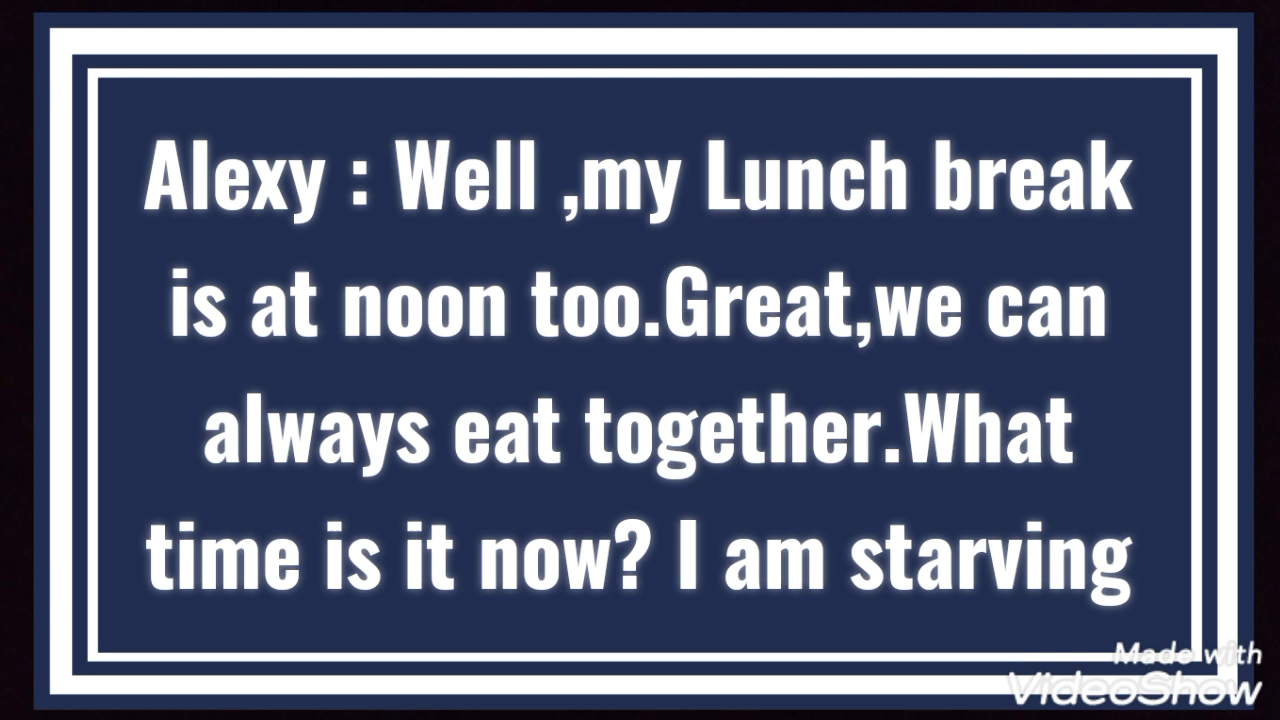 Alexy : Well ,my Lunch break
is at noon too.Great,we can
always eat together.What
time is it now? I am starving
Made with
VideoShow